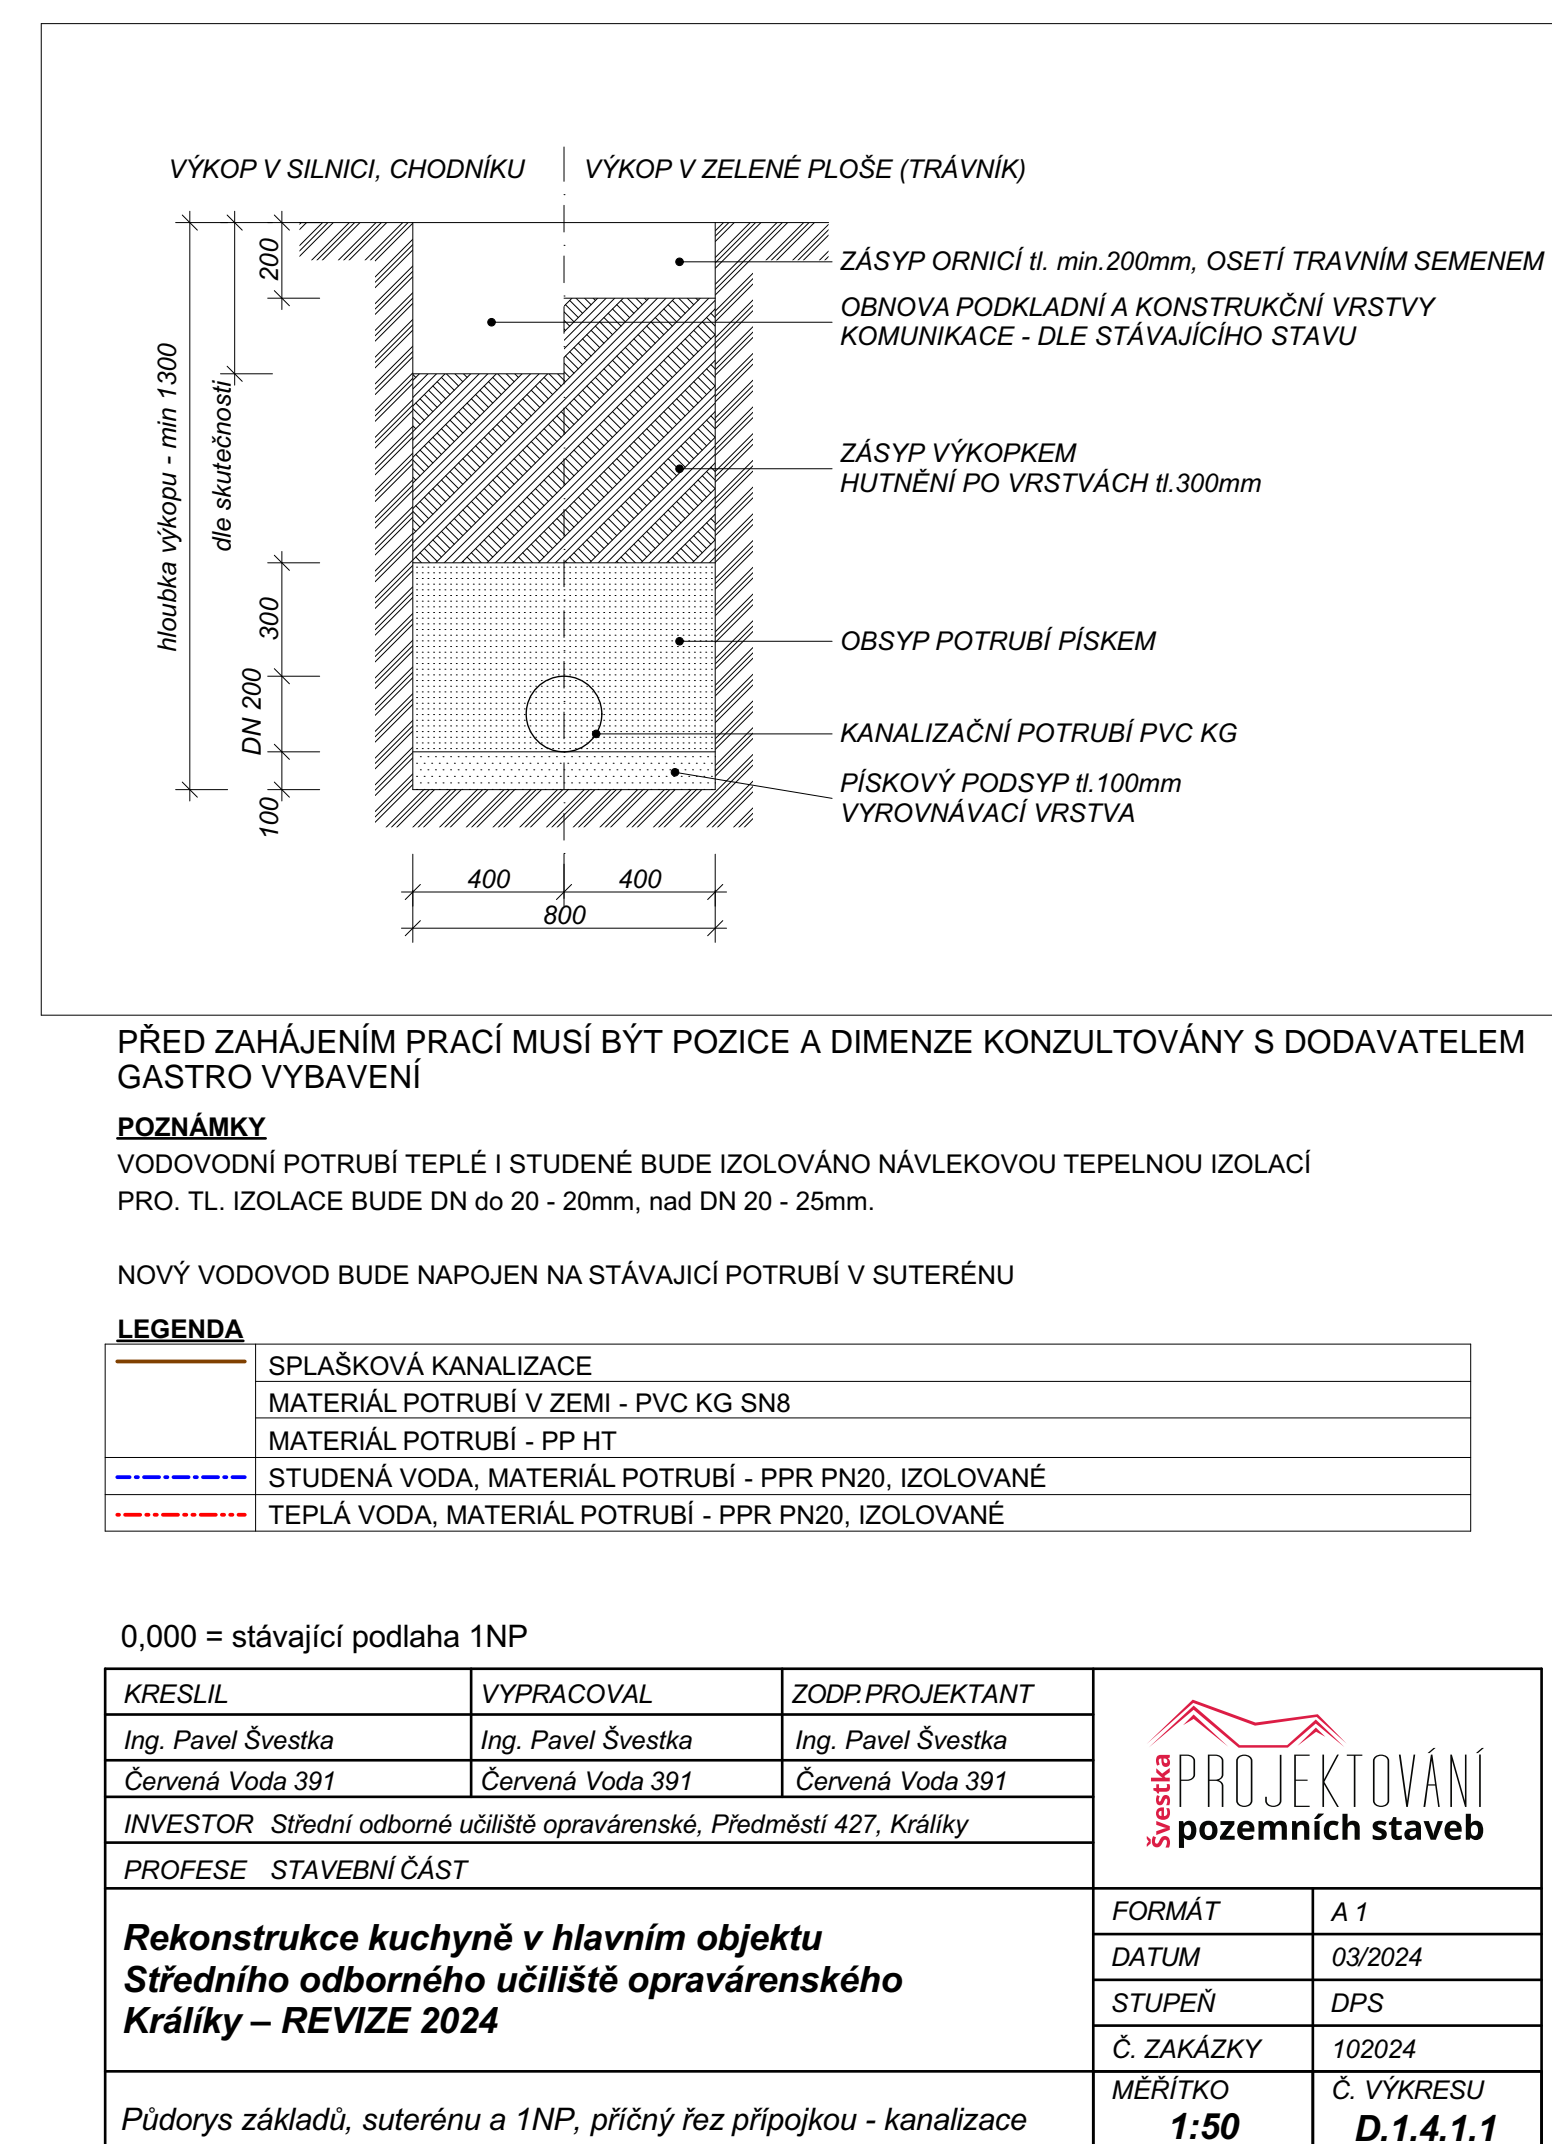 VÝKOP V SILNICI, CHODNÍKU
VÝKOP V ZELENÉ PLOŠE (TRÁVNÍK)
200
ZÁSYP ORNICÍ tl. min.200mm, OSETÍ TRAVNÍM SEMENEM
OBNOVA PODKLADNÍ A KONSTRUKČNÍ VRSTVY
KOMUNIKACE - DLE STÁVAJÍCÍHO STAVU
hloubka výkopu - min 1300
dle skutečnosti
ZÁSYP VÝKOPKEM
HUTNĚNÍ PO VRSTVÁCH tl.300mm
300
OBSYP POTRUBÍ PÍSKEM
DN 200
KANALIZAČNÍ POTRUBÍ PVC KG
100
PÍSKOVÝ PODSYP tl.100mm
VYROVNÁVACÍ VRSTVA
400
400
800
PŘED ZAHÁJENÍM PRACÍ MUSÍ BÝT POZICE A DIMENZE KONZULTOVÁNY S DODAVATELEM
GASTRO VYBAVENÍ
POZNÁMKY
VODOVODNÍ POTRUBÍ TEPLÉ I STUDENÉ BUDE IZOLOVÁNO NÁVLEKOVOU TEPELNOU IZOLACÍ
PRO. TL. IZOLACE BUDE DN do 20 - 20mm, nad DN 20 - 25mm.
NOVÝ VODOVOD BUDE NAPOJEN NA STÁVAJICÍ POTRUBÍ V SUTERÉNU
LEGENDA
SPLAŠKOVÁ KANALIZACE
MATERIÁL POTRUBÍ V ZEMI - PVC KG SN8
MATERIÁL POTRUBÍ - PP HT
STUDENÁ VODA, MATERIÁL POTRUBÍ - PPR PN20, IZOLOVANÉ
TEPLÁ VODA, MATERIÁL POTRUBÍ - PPR PN20, IZOLOVANÉ
0,000 = stávající podlaha 1NP
KRESLIL
VYPRACOVAL
ZODP.PROJEKTANT
Ing. Pavel Švestka
Ing. Pavel Švestka
Ing. Pavel Švestka
Červená Voda 391
Červená Voda 391
Červená Voda 391
INVESTOR Střední odborné učiliště opravárenské, Předměstí 427, Králíky
PROFESE STAVEBNÍ ČÁST
Švestka
PROJEKTOVÁNÍ
pozemních staveb
Rekonstrukce kuchyně v hlavním objektu
Středního odborného učiliště opravárenského
Králíky – REVIZE 2024
FORMÁT A 1
DATUM 03/2024
STUPEŇ DPS
Č. ZAKÁZKY 102024
MĚŘÍTKO
1:50
Č. VÝKRESU
D.1.4.1.1
Půdorys základů, suterénu a 1NP, příčný řez přípojkou - kanalizace